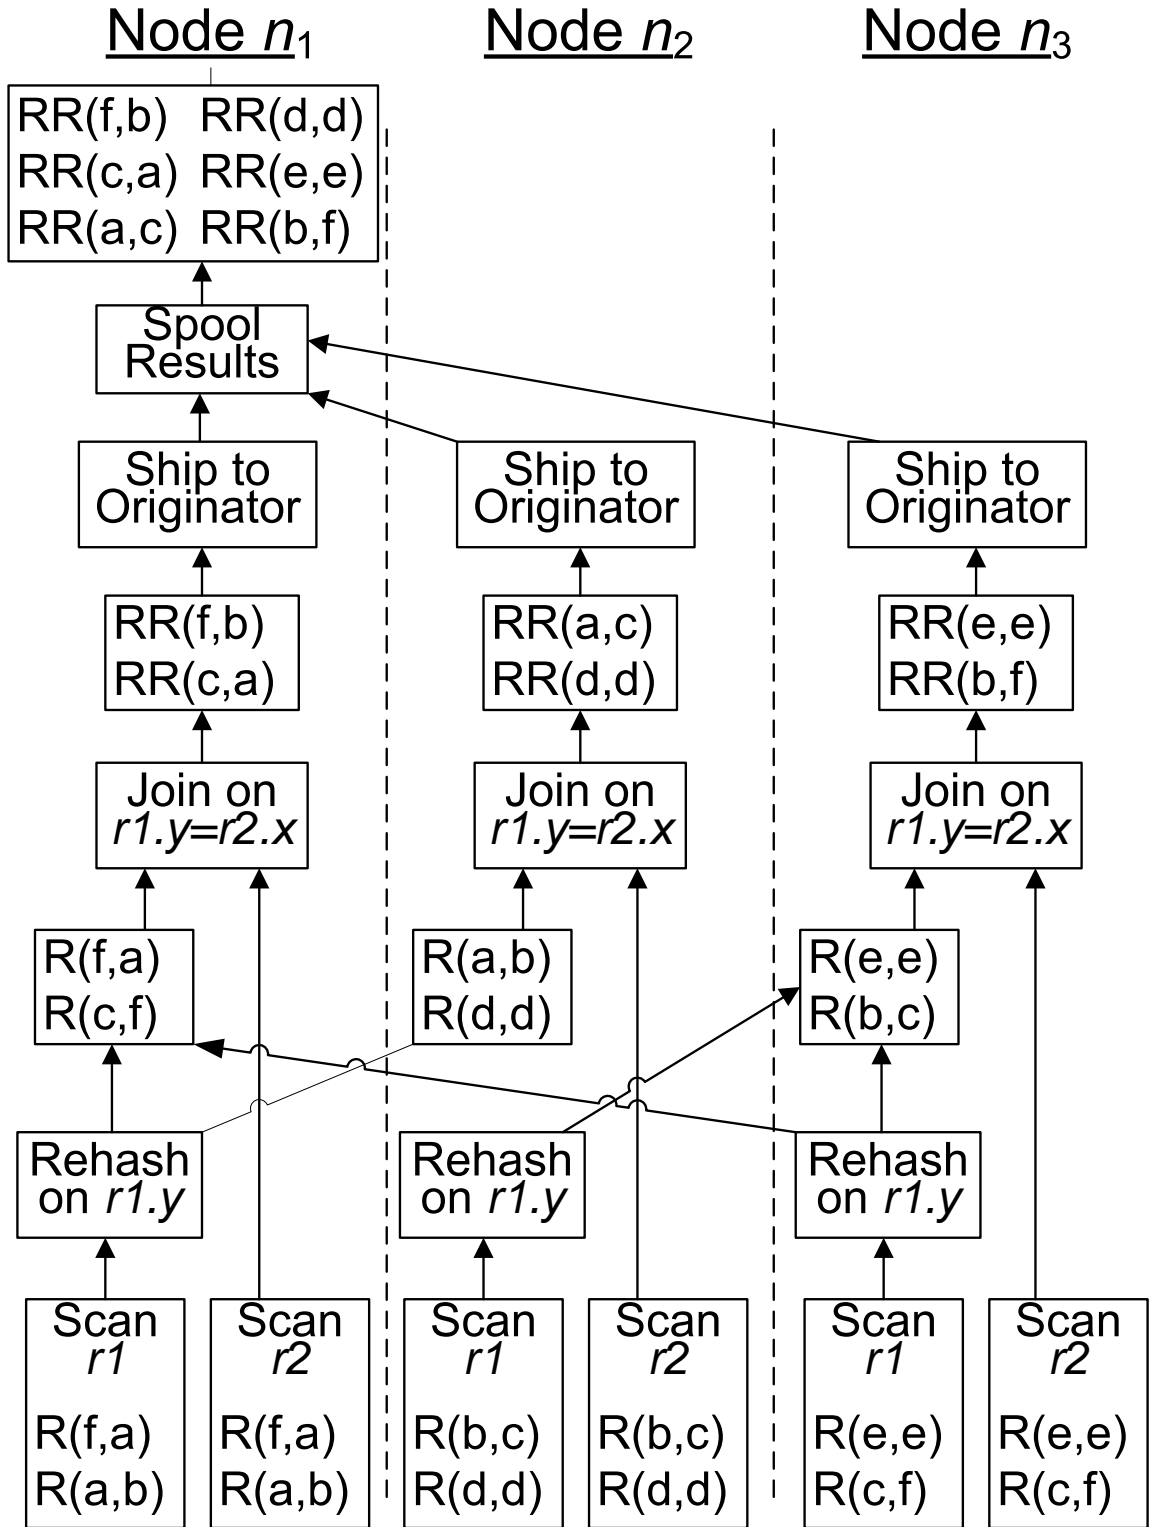 Node n1
Node n2
Node n3
RR(f,b) RR(d,d)
RR(c,a) RR(e,e)
RR(a,c) RR(b,f)
Spool
Results
Ship to
Originator
Ship to
Originator
Ship to
Originator
RR(f,b)
RR(c,a)
RR(a,c)
RR(d,d)
RR(e,e)
RR(b,f)
Join on
r1.y=r2.x
Join on
r1.y=r2.x
Join on
r1.y=r2.x
R(f,a)
R(c,f)
R(a,b)
R(d,d)
R(e,e)
R(b,c)
Rehash
on r1.y
Rehash
on r1.y
Rehash
on r1.y
Scan
r1
R(f,a)
R(a,b)
Scan
r2
R(f,a)
R(a,b)
Scan
r1
R(b,c)
R(d,d)
Scan
r2
R(b,c)
R(d,d)
Scan
r1
R(e,e)
R(c,f)
Scan
r2
R(e,e)
R(c,f)